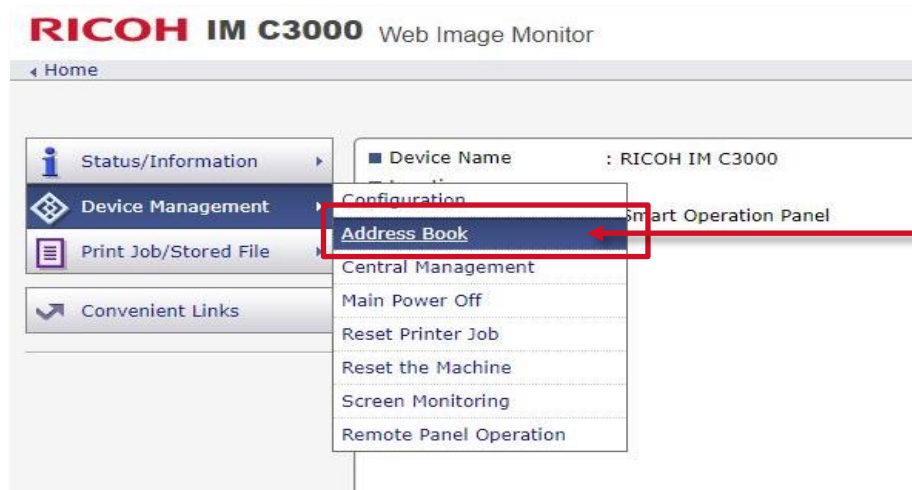 RICOH IM C3000 Web Image Monitor
Home
Status/Information
Device Management
Print Job/Stored File
Convenient Links
Device Name : RICOH IM C3000
Configuration
Address Book
Central Management
Main Power Off
Reset Printer Job
Reset the Machine
Screen Monitoring
Remote Panel Operation
Smart Operation Panel